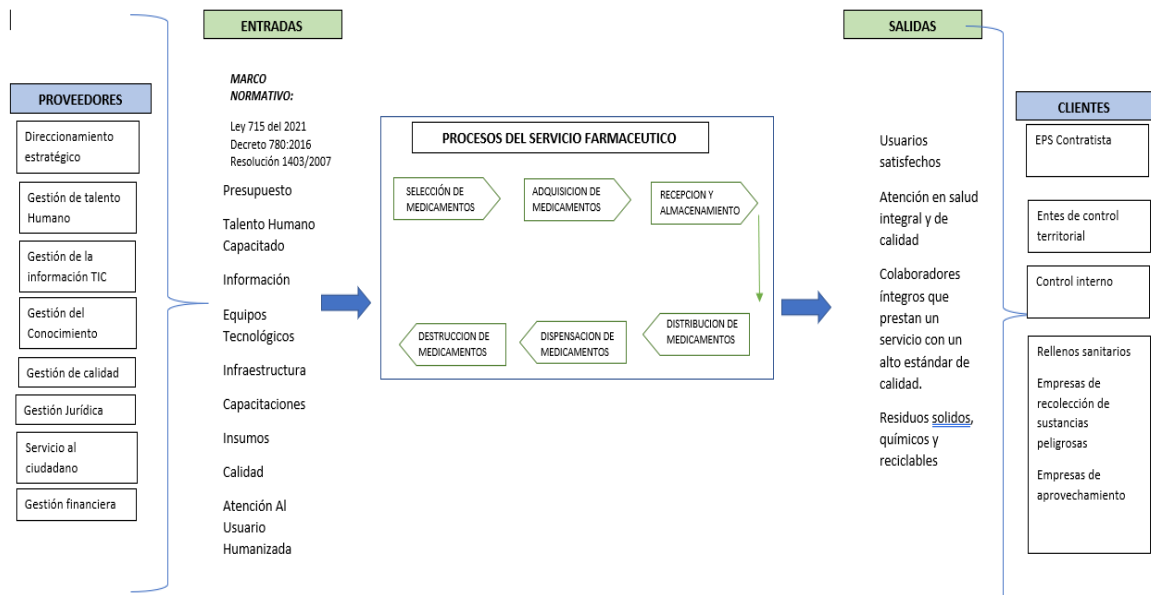 ENTRADAS
SALIDAS
PROVEEDORES
Direccionamiento
estratégico
Gestión de talento
Humano
Gestión de la
información TIC
Gestión del
Conocimiento
Gestión de calidad
Gestión Jurídica
Servicio al
ciudadano
Gestión financiera
MARCO
NORMATIVO:
Ley 715 del 2021
Decreto 780:2016
Resolución 1403/2007
Presupuesto
Talento Humano
Capacitado
Información
Equipos
Tecnológicos
Infraestructura
Capacitaciones
Insumos
Calidad
Atención Al
Usuario
Humanizada
PROCESOS DEL SERVICIO FARMACEUTICO
SELECCIÓN DE
MEDICAMENTOS
ADQUISICION DE
MEDICAMENTOS
RECEPCION Y
ALMACENAMIENTO
DESTRUCCION DE
MEDICAMENTOS
DISPENSACION DE
MEDICAMENTOS
DISTRIBUCION DE
MEDICAMENTOS
Usuarios
satisfechos
Atención en salud
integral y de
calidad
Colaboradores
íntegros que
prestan un
servicio con un
alto estándar de
calidad.
Residuos solidos,
químicos y
reciclables
CLIENTES
EPS Contratista
Entes de control
territorial
Control interno
Rellenos sanitarios
Empresas de
recolección de
sustancias
peligrosas
Empresas de
aprovechamiento